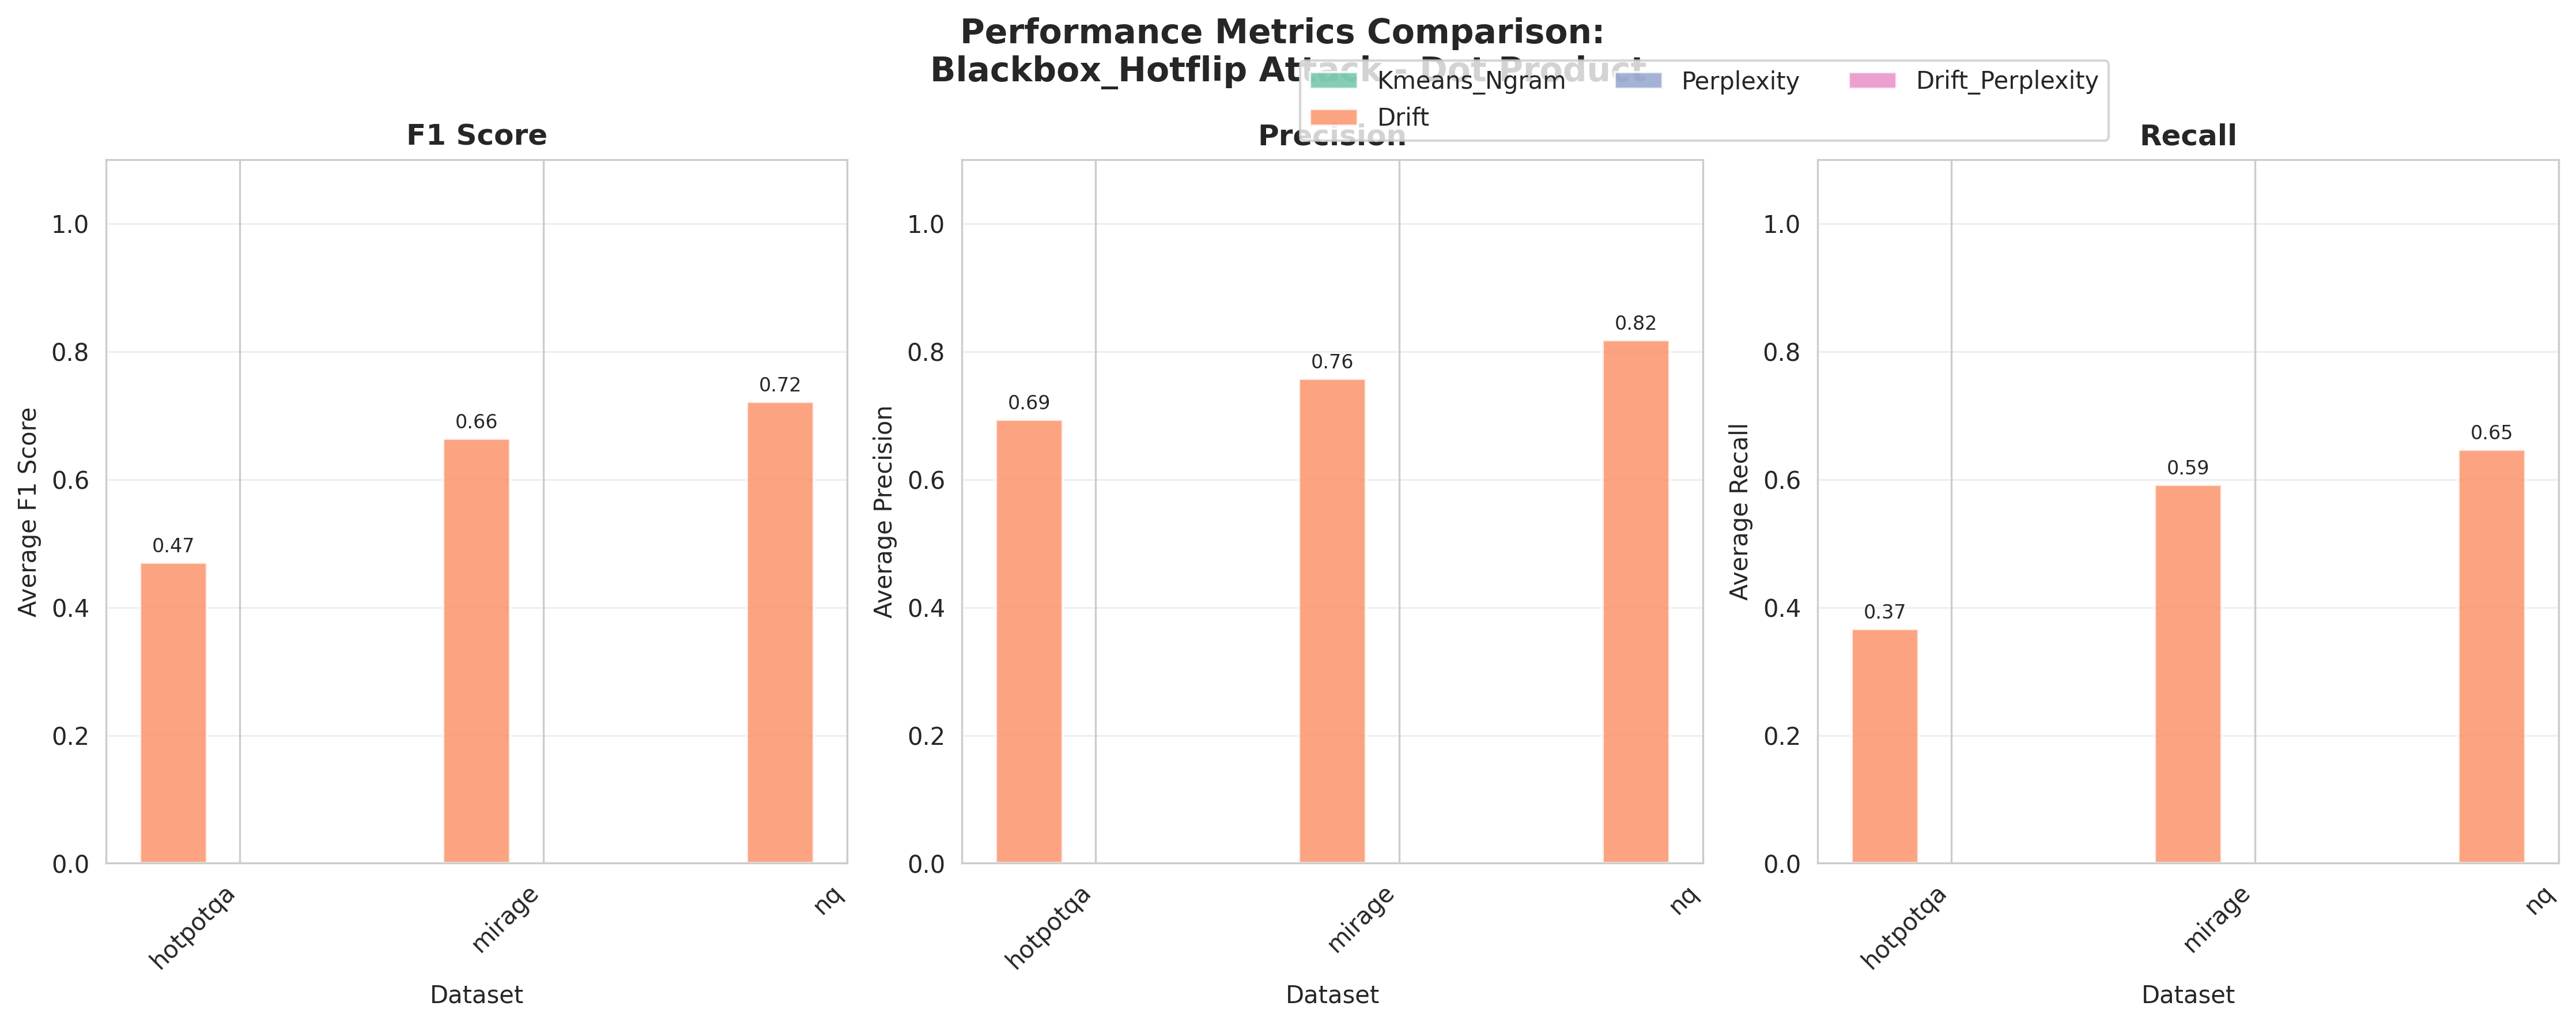 Performance Metrics Comparison:
Blackbox_Hotflip Attack - Dot Product
Kmeans_Ngram
Drift
Perplexity
Drift_Perplexity
F1 Score
Average F1 Score
1.0
0.8
0.6
0.4
0.2
0.0
0.47
0.66
0.72
hotpotqa
mirage
nq
Dataset
Precision
Average Precision
1.0
0.8
0.6
0.4
0.2
0.0
0.69
0.76
0.82
hotpotqa
mirage
nq
Dataset
Recall
Average Recall
1.0
0.8
0.6
0.4
0.2
0.0
0.37
0.59
0.65
hotpotqa
mirage
nq
Dataset